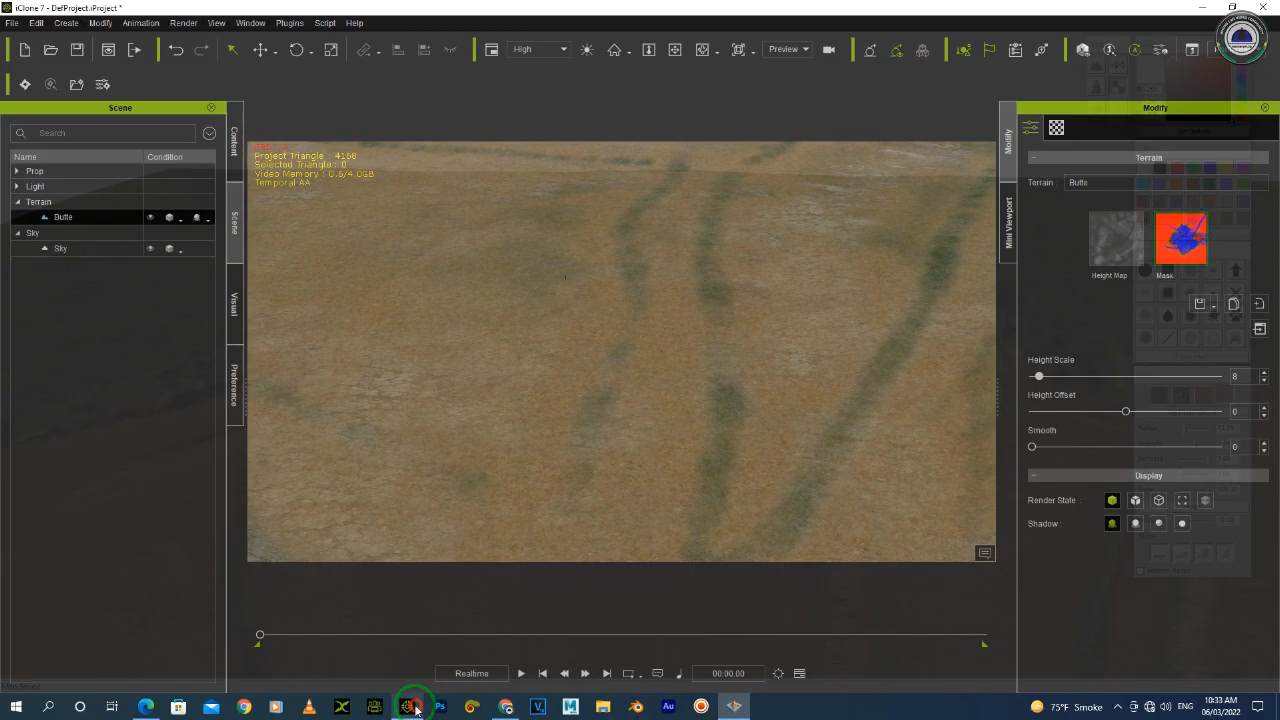 iClone 7 - DefProject.iProject *
File Edit Create Modify Animation Render Window Plugins Script Help
High Preview
Scene Modify
Search
Name Condition
Prop
Light
Terrain
Butte
Sky
Sky
Content
Scene
Visual
Preference
Project Triangle : 4160
Selected Triangle : 0
Video Memory : 0.6/4.0GB
Temporal AA
Modify
Mini Viewport
Terrain
Terrain : Butte
Height Map Mask
Height Scale
8
Height Offset
0
Smooth
0
Display
Render State :
Shadow :
Realtime 00:00.00
Ps V. Au
75°F Smoke
10:33 AM
06/03/2022